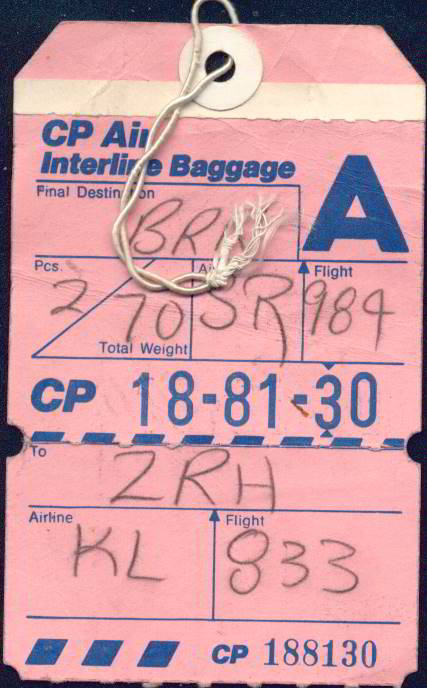 CP Air
Interline Baggage
A
Final Destination
Pcs.
Flight
2
70
SR
984
Total Weight
CP 18-81-30
To
ZRH
Airline
Flight
KL
833
CP 188130